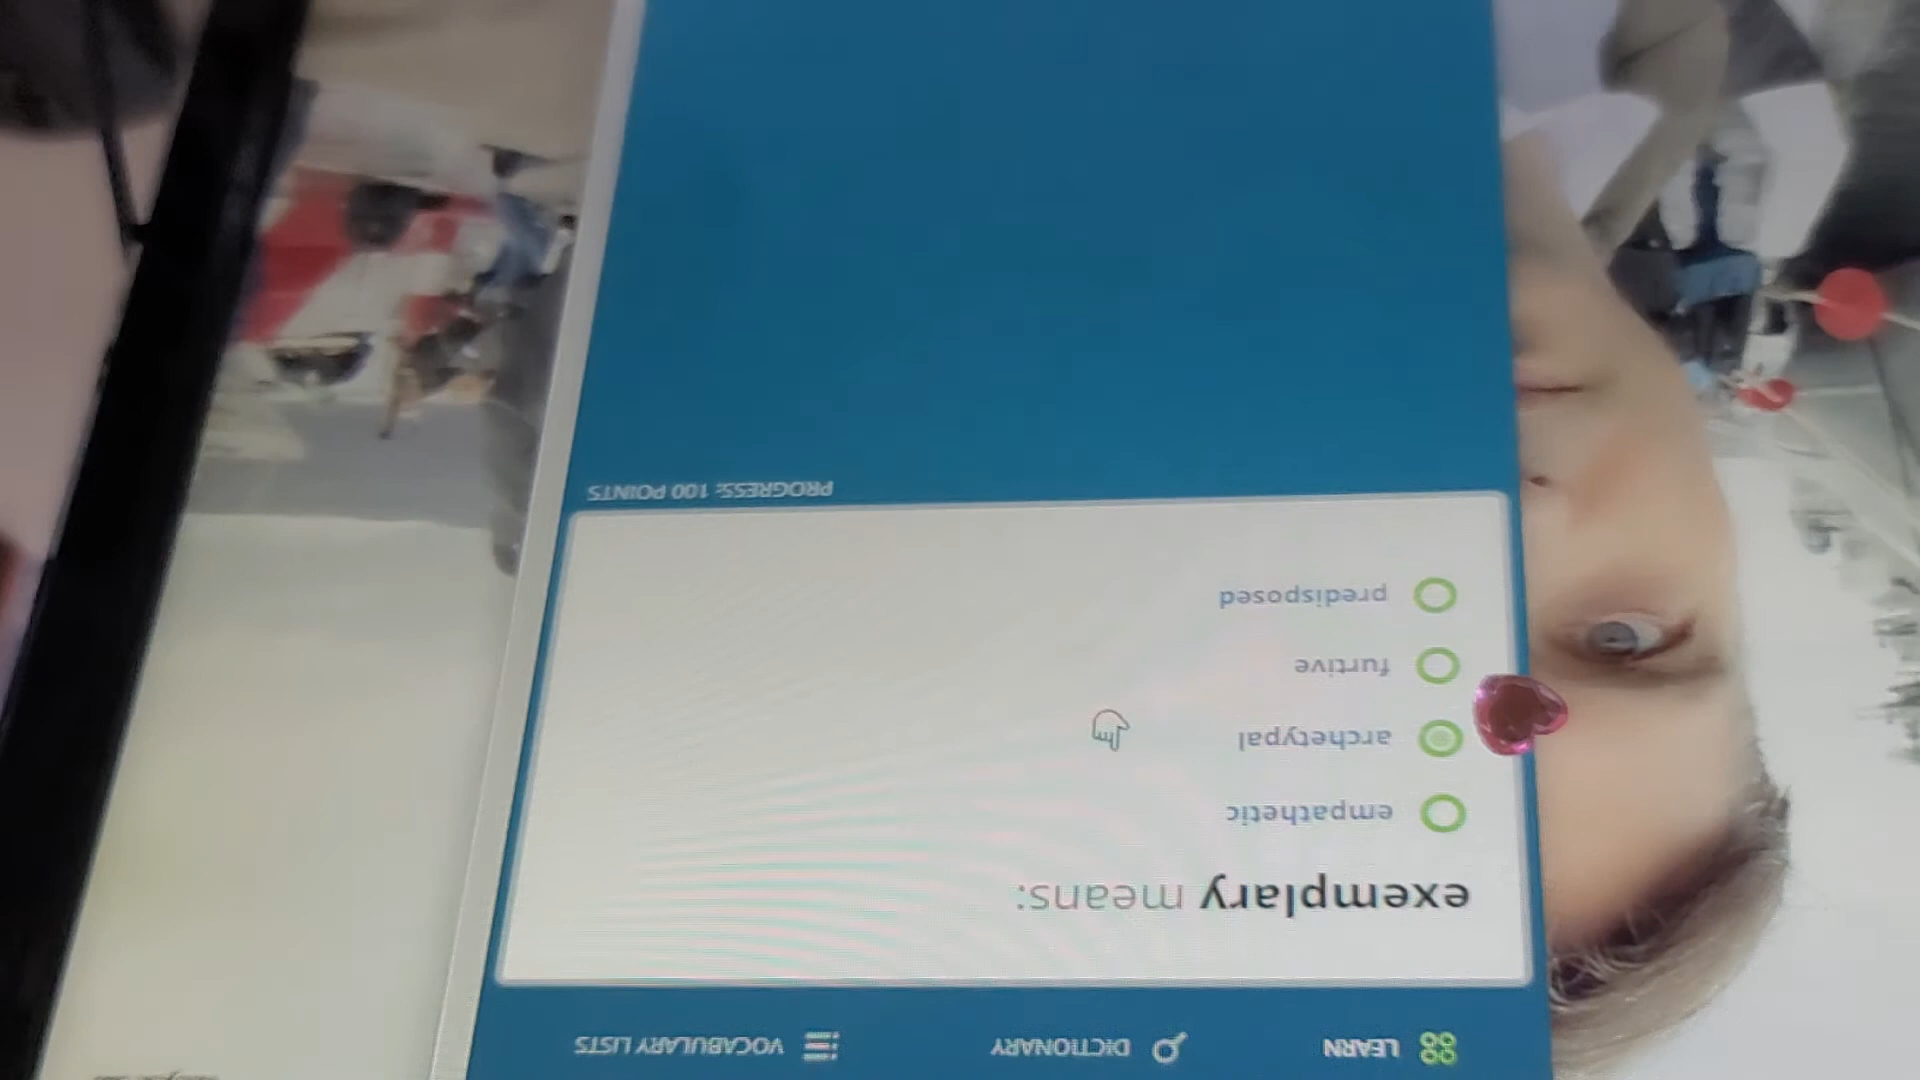 LEARN
DICTIONARY
VOCABULARY LISTS
exemplary means:
empathetic
archetypal
furtive
predisposed
PROGRESS: 100 POINTS